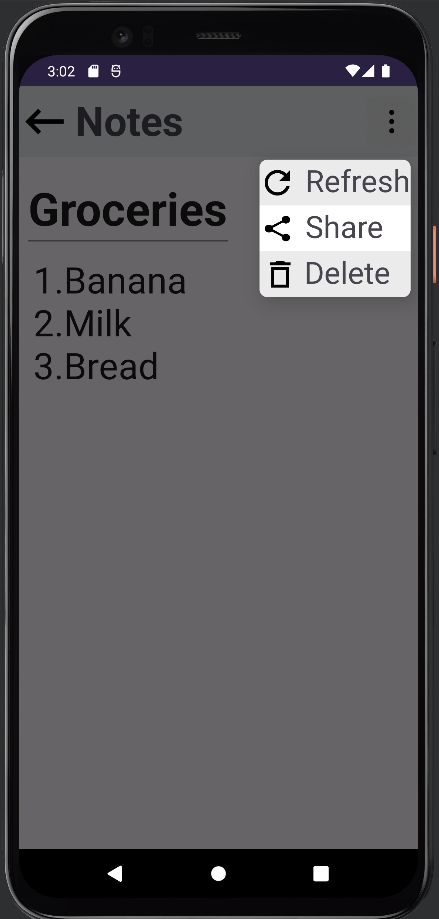 3:02
Notes
Refresh
Groceries
Share
Delete
1.Banana
2.Milk
3.Bread